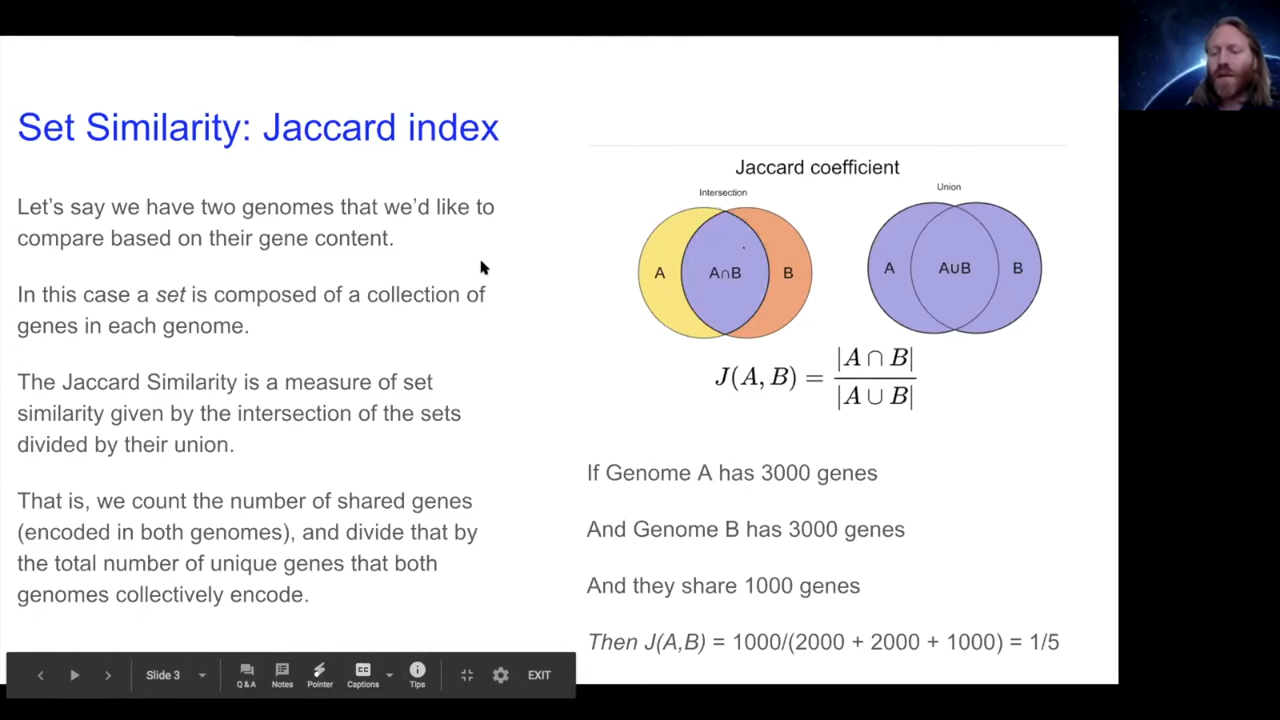 Set Similarity: Jaccard index
Let’s say we have two genomes that we’d like to
compare based on their gene content.
In this case a set is composed of a collection of
genes in each genome.
The Jaccard Similarity is a measure of set
similarity given by the intersection of the sets
divided by their union.
That is, we count the number of shared genes
(encoded in both genomes), and divide that by
the total number of unique genes that both
genomes collectively encode.
Jaccard coefficient
Intersection
Union
A A∩B B
A A∪B B
J(A, B) = |A ∩ B| / |A ∪ B|
If Genome A has 3000 genes
And Genome B has 3000 genes
And they share 1000 genes
Then J(A,B) = 1000/(2000 + 2000 + 1000) = 1/5
Slide 3
Q & A
Notes
Pointer
Captions
Tips
EXIT